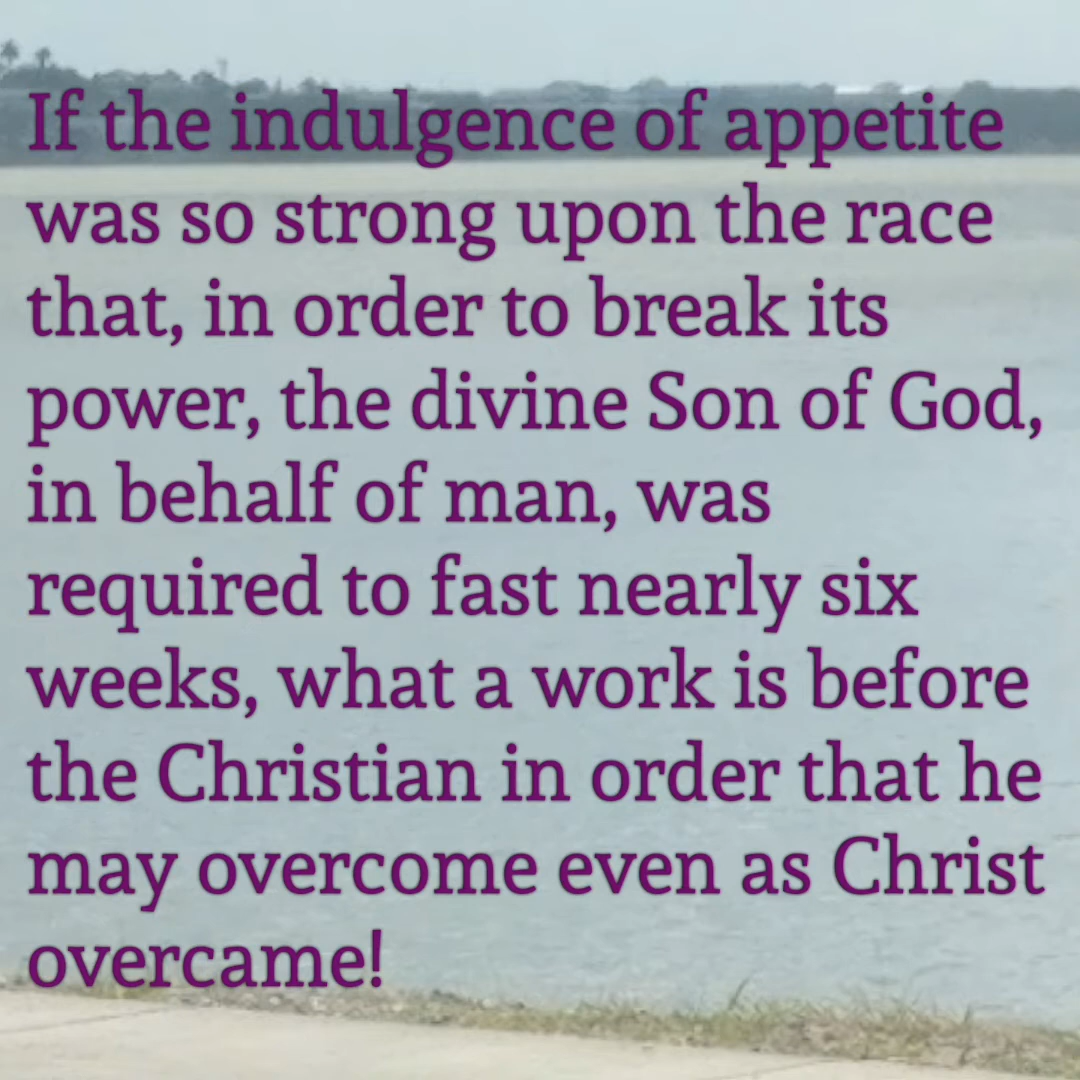 If the indulgence of appetite
was so strong upon the race
that, in order to break its
power, the divine Son of God,
in behalf of man, was
required to fast nearly six
weeks, what a work is before
the Christian in order that he
may overcome even as Christ
overcame!